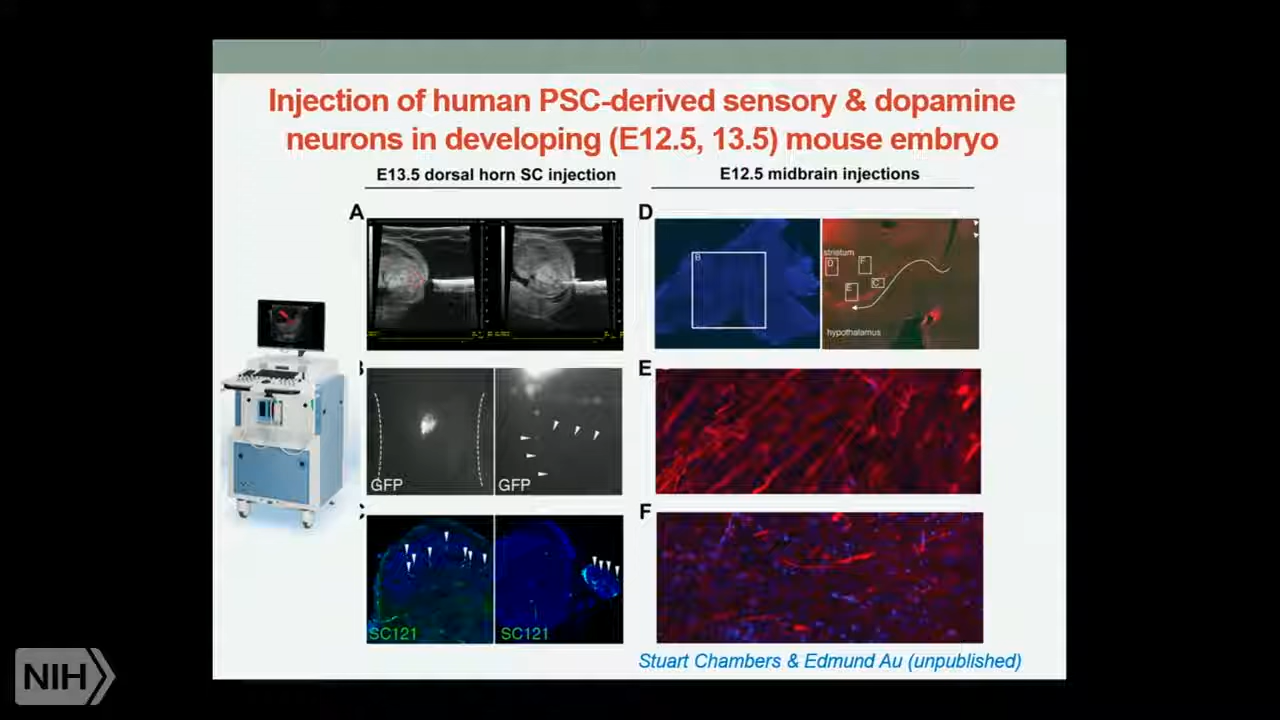 Injection of human PSC-derived sensory & dopamine
neurons in developing (E12.5, 13.5) mouse embryo
E13.5 dorsal horn SC injection
E12.5 midbrain injections
A
D
B
striatum
D
F
E
C
hypothalamus
E
GFP
GFP
F
SC121
SC121
Stuart Chambers & Edmund Au (unpublished)
NIH